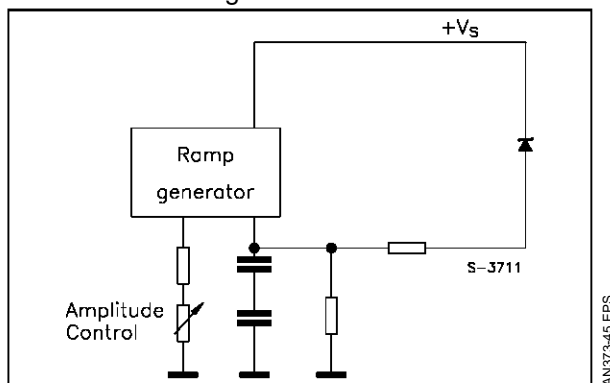 +VS
Ramp
generator
S-3711
Amplitude
Control
AN373-45.EPS